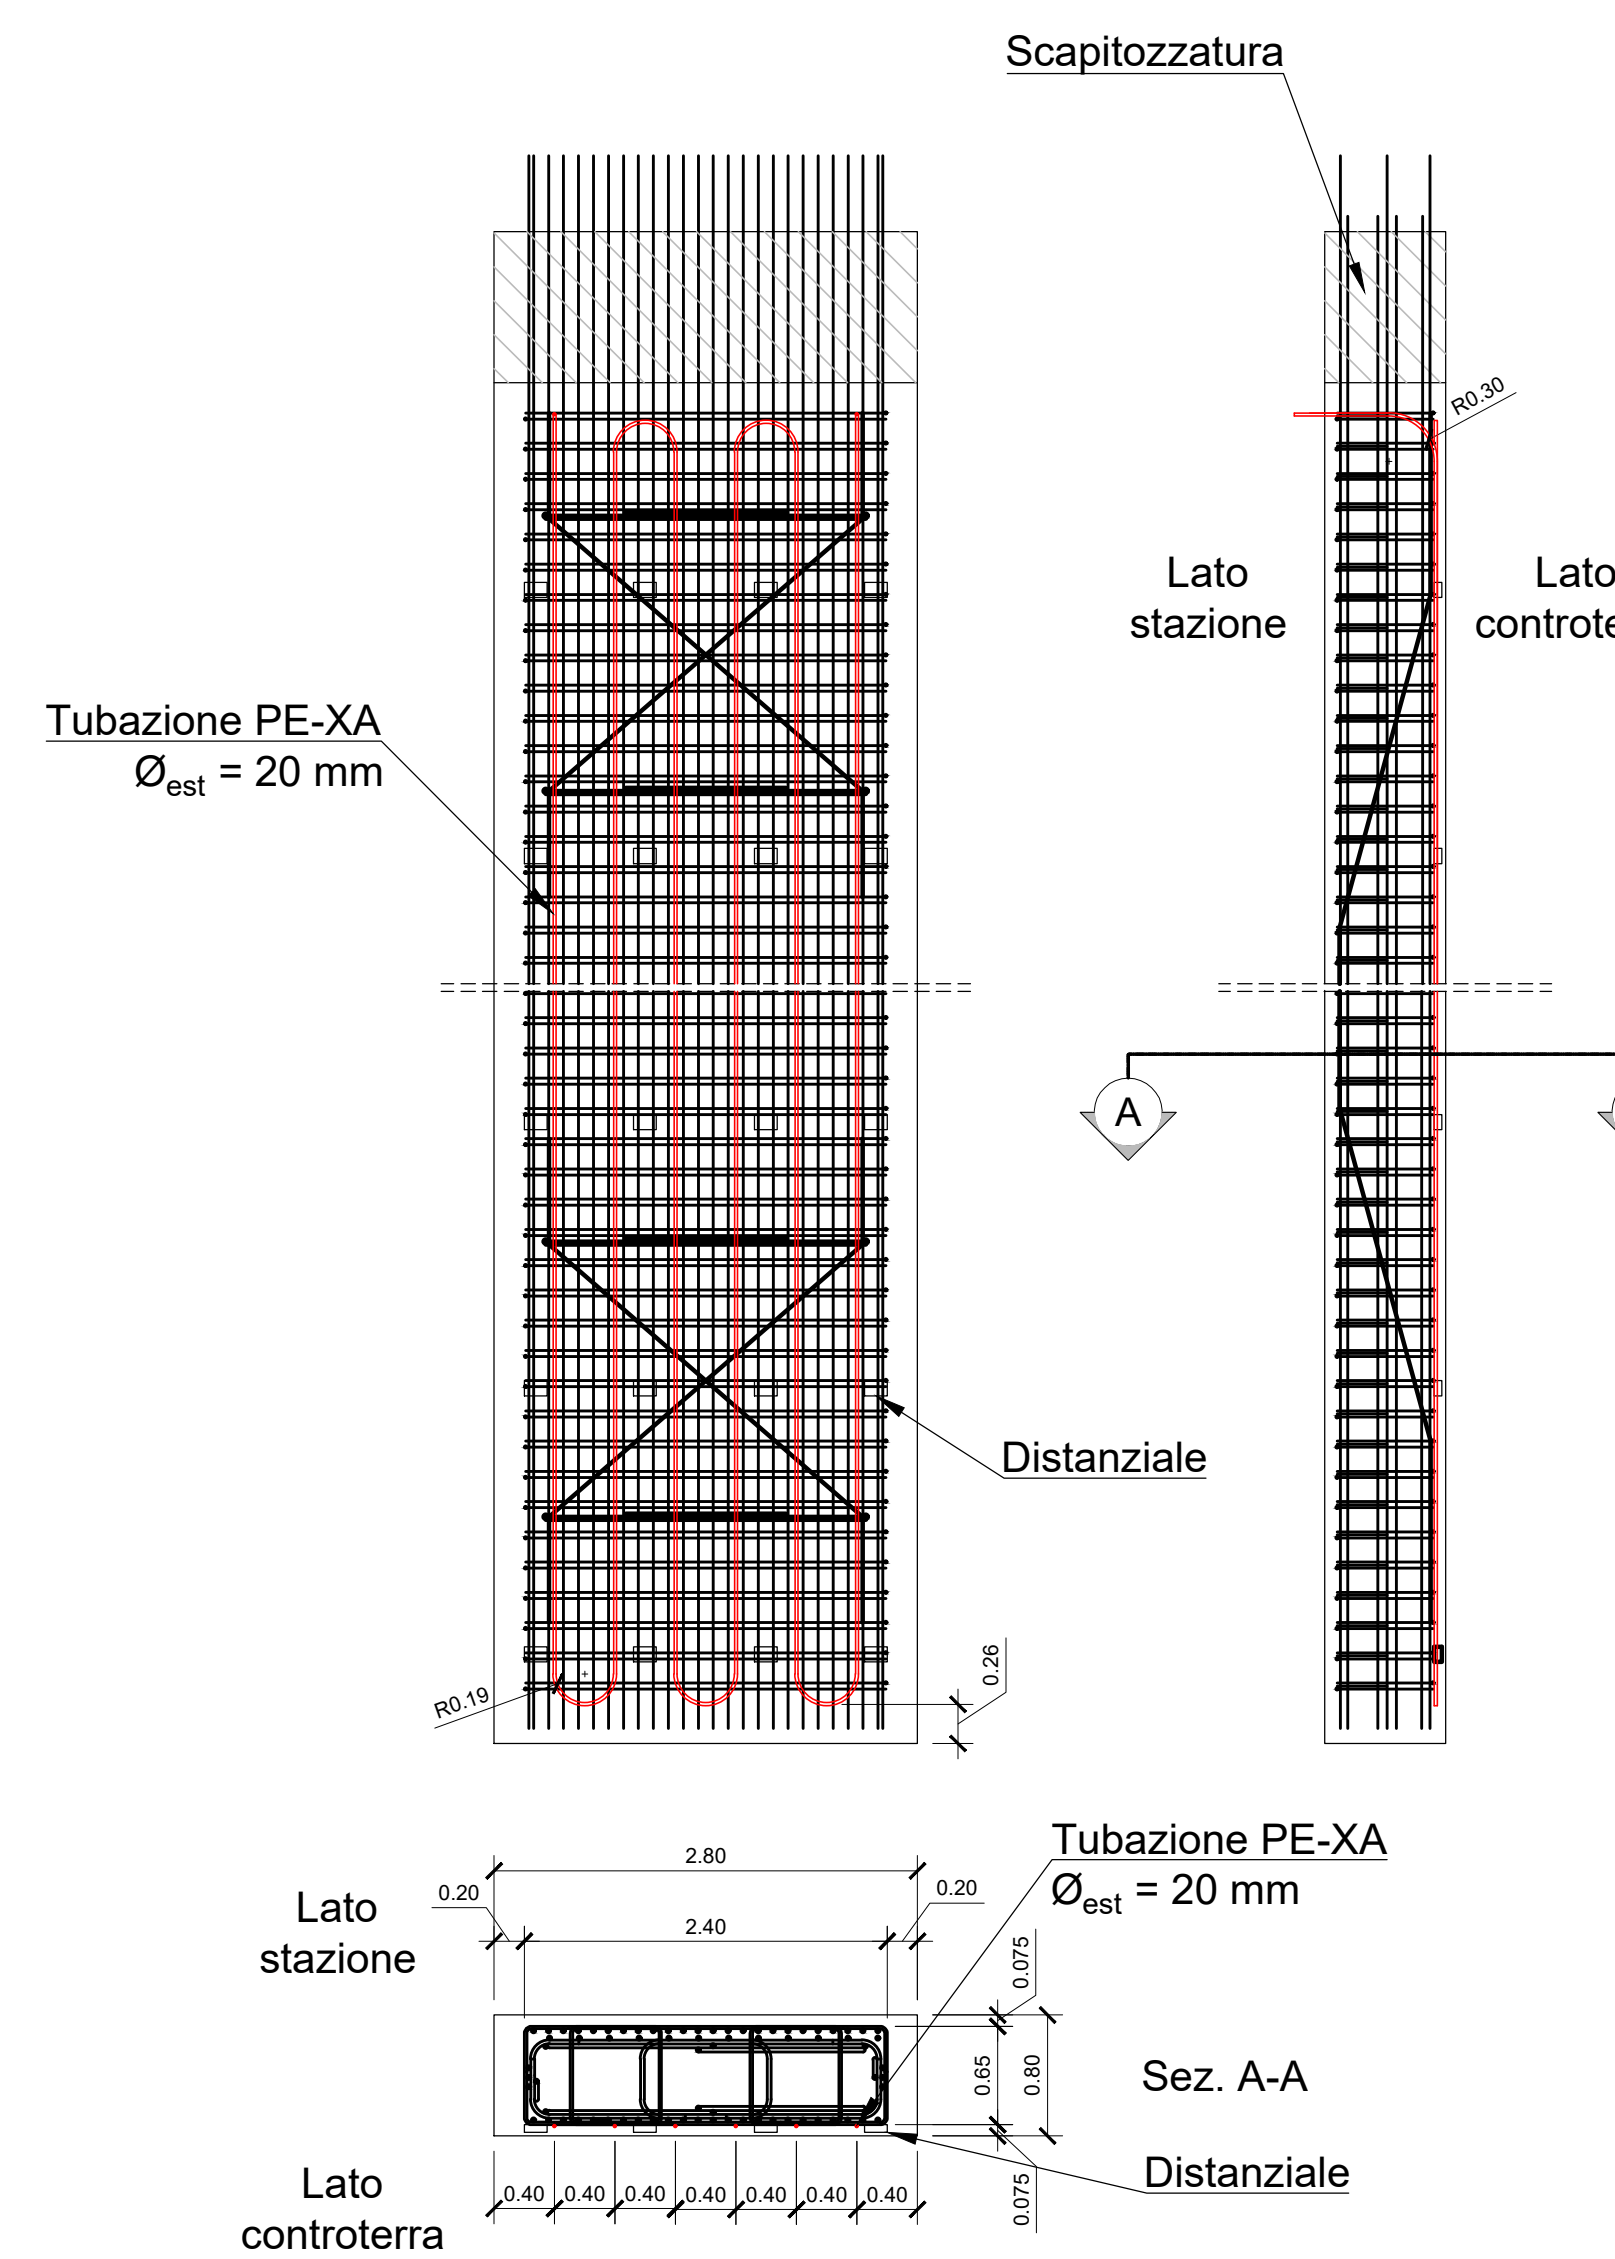 Scapitozzatura
R0.30
Lato
stazione
Lato
controte
Tubazione PE-XA
Øest = 20 mm
A
Distanziale
0.26
R0.19
Tubazione PE-XA
Øest = 20 mm
2.80
0.20
0.20
2.40
Lato
stazione
0.075
0.65
0.80
Sez. A-A
Distanziale
0.075
Lato
controterra
0.40 0.40 0.40 0.40 0.40 0.40 0.40